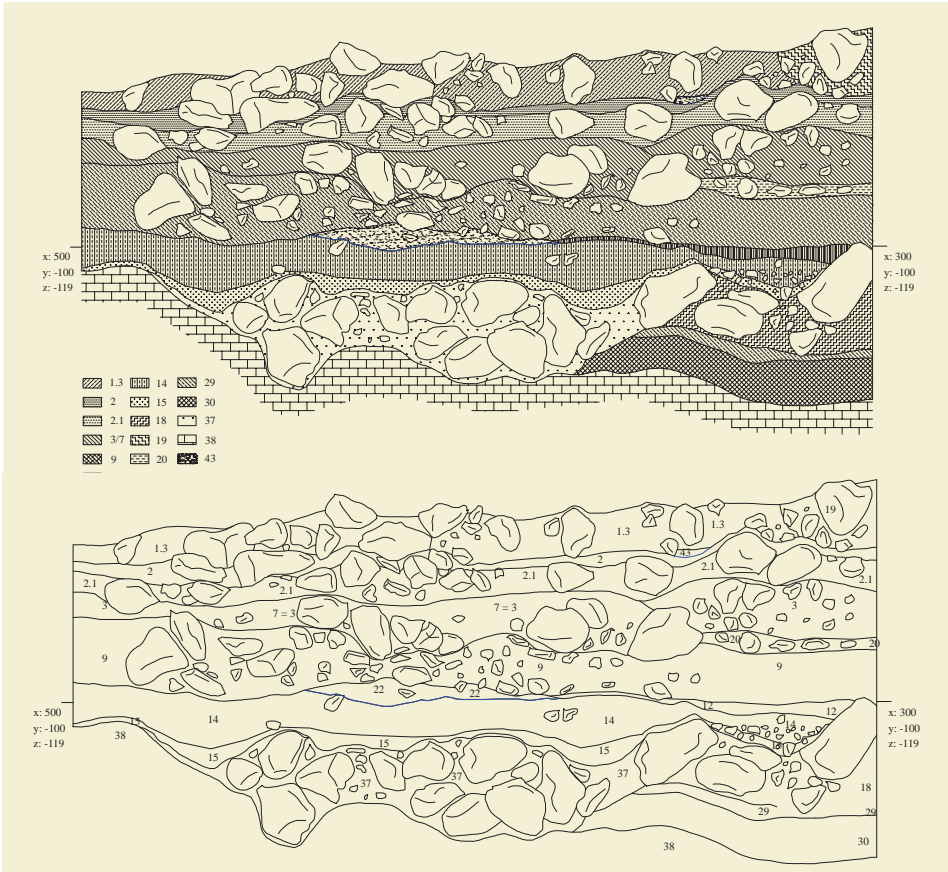 x: 500
y: -100
z: -119
x: 300
y: -100
z: -119
1.3 14 29
2 15 30
2.1 18 37
3/7 19 38
9 20 43
19
1.3 1.3
1.3
43
2 2
2.1 2.1 2.1
2.1 2.1
3 7 = 3 7 = 3 3
20 20
9 9 9
22 22
12 12
x: 500
y: -100
z: -119
x: 300
y: -100
z: -119
15 14 14 14
38 15 15 15
37 37 37
18
29 29
38 30